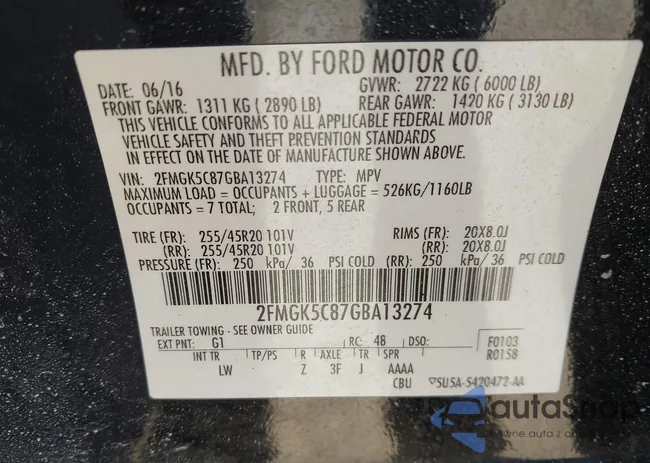 MFD. BY FORD MOTOR CO.
DATE: 06/16 GVWR: 2722 KG (6000 LB)
FRONT GAWR: 1311 KG (2890 LB) REAR GAWR: 1420 KG (3130 LB)
THIS VEHICLE CONFORMS TO ALL APPLICABLE FEDERAL MOTOR
VEHICLE SAFETY AND THEFT PREVENTION STANDARDS
IN EFFECT ON THE DATE OF MANUFACTURE SHOWN ABOVE.
VIN: 2FMGK5C87GBA13274 TYPE: MPV
MAXIMUM LOAD = OCCUPANTS + LUGGAGE = 526KG/1160LB
OCCUPANTS = 7 TOTAL; 2 FRONT, 5 REAR
TIRE (FR): 255/45R20 101V RIMS (FR): 20X8.0J
(RR): 255/45R20 101V (RR): 20X8.0J
PRESSURE (FR): 250 kPa/ 36 PSI COLD (RR): 250 kPa/ 36 PSI COLD
2FMGK5C87GBA13274
TRAILER TOWING - SEE OWNER GUIDE
EXT PNT: G1 RC: 48 DSO: F0103
INT TR TP/PS R AXLE TR SPR R0158
LW Z 3F J AAAA
CBU 5U5A-5420472-AA
autaShop